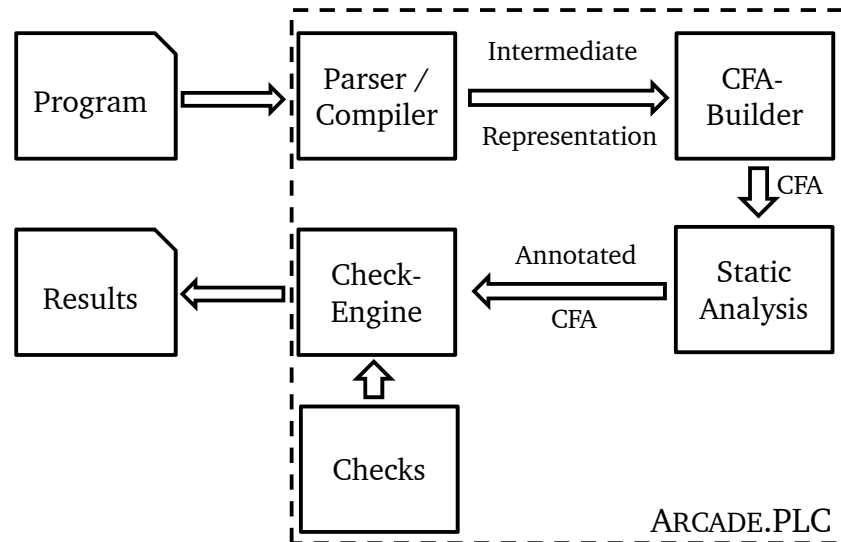 Program
Parser /
Compiler
Intermediate
Representation
CFA-
Builder
CFA
Static
Analysis
Annotated
CFA
Check-
Engine
Results
Checks
ARCADE.PLC